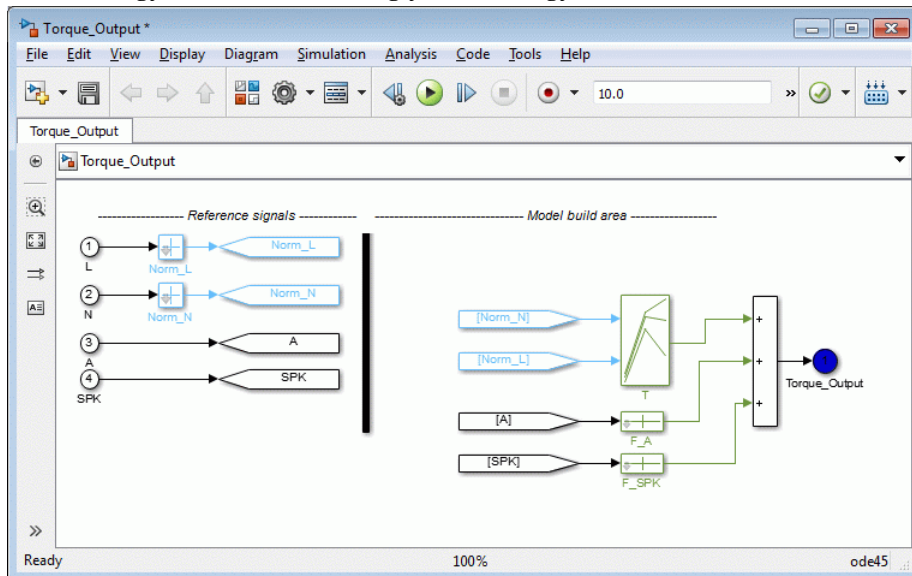 Torque_Output *
File Edit View Display Diagram Simulation Analysis Code Tools Help
10.0 »
Torque_Output
Torque_Output
------------------ Reference signals ------------
------------------------------- Model build area ------------------
1
L
Norm_L
Norm_L
2
N
Norm_N
Norm_N
3
A
A
4
SPK
SPK
[Norm_N]
[Norm_L]
T
[A]
F_A
[SPK]
F_SPK
+
+
+
Torque_Output
»
Ready 100% ode45